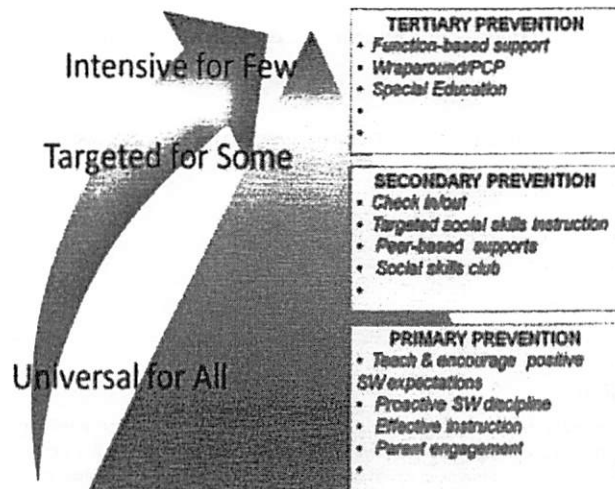 Intensive for Few
Targeted for Some
Universal for All
TERTIARY PREVENTION
• Function-based support
• Wraparound/PCP
• Special Education
•
•
SECONDARY PREVENTION
• Check in/out
• Targeted social skills instruction
• Peer-based supports
• Social skills club
•
PRIMARY PREVENTION
• Teach & encourage positive
SW expectations
• Proactive SW discipline
• Effective instruction
• Parent engagement
•